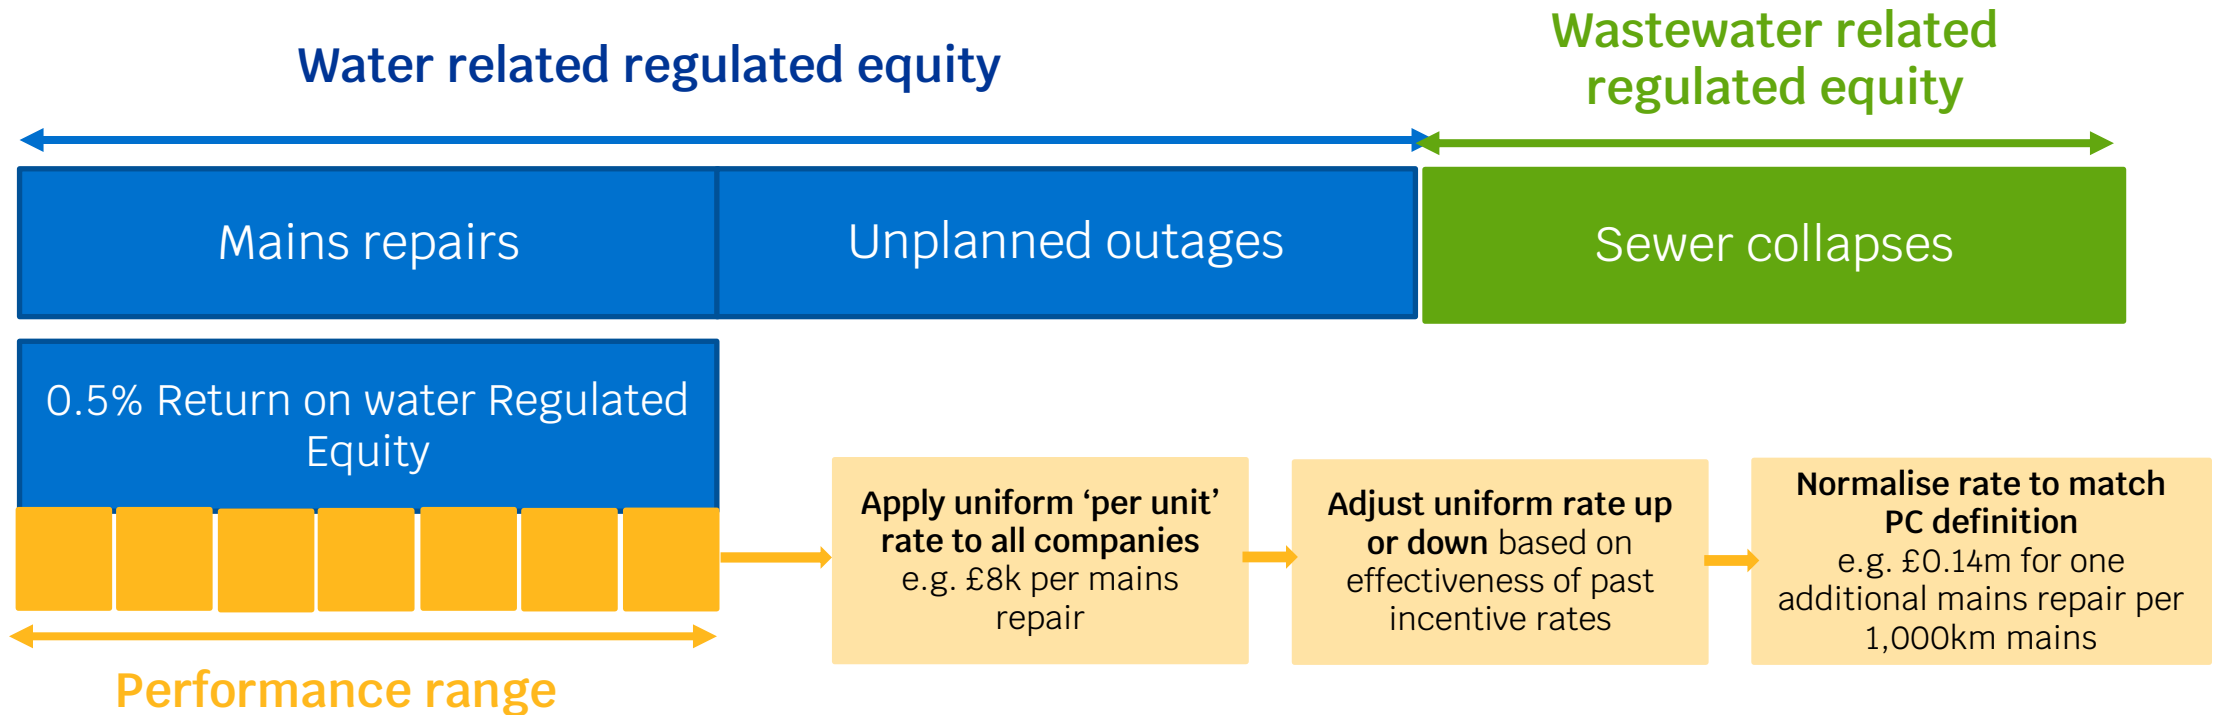 Water related regulated equity
Wastewater related
regulated equity
Mains repairs
Unplanned outages
Sewer collapses
0.5% Return on water Regulated
Equity
Performance range
Apply uniform ‘per unit’
rate to all companies
e.g. £8k per mains
repair
Adjust uniform rate up
or down based on
effectiveness of past
incentive rates
Normalise rate to match
PC definition
e.g. £0.14m for one
additional mains repair per
1,000km mains